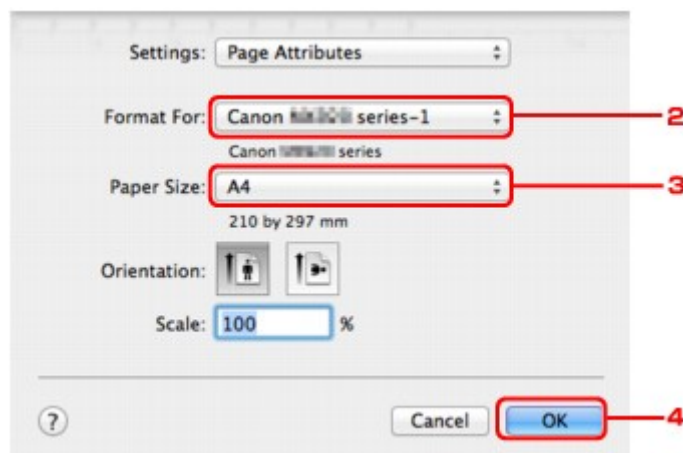 Settings: Page Attributes
Format For: Canon series-1 2
Canon series
Paper Size: A4 3
210 by 297 mm
Orientation:
Scale: 100 %
? Cancel OK 4